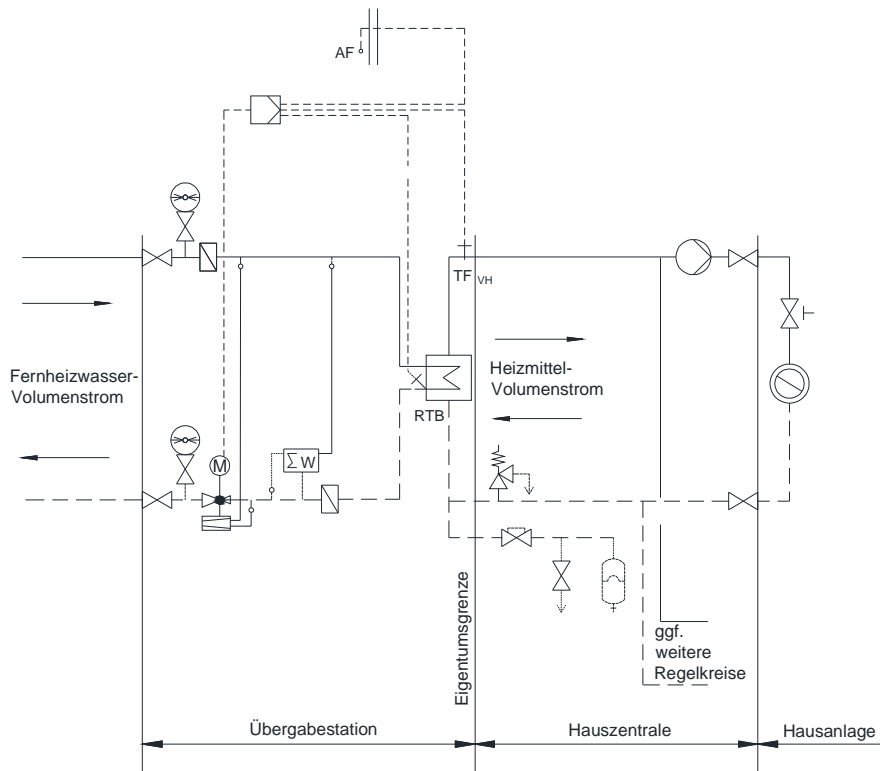 AF
TF VH
Fernheizwasser-
Volumenstrom
Heizmittel-
Volumenstrom
RTB
M
Σ W
Eigentumsgrenze
ggf.
weitere
Regelkreise
Übergabestation
Hauszentrale
Hausanlage